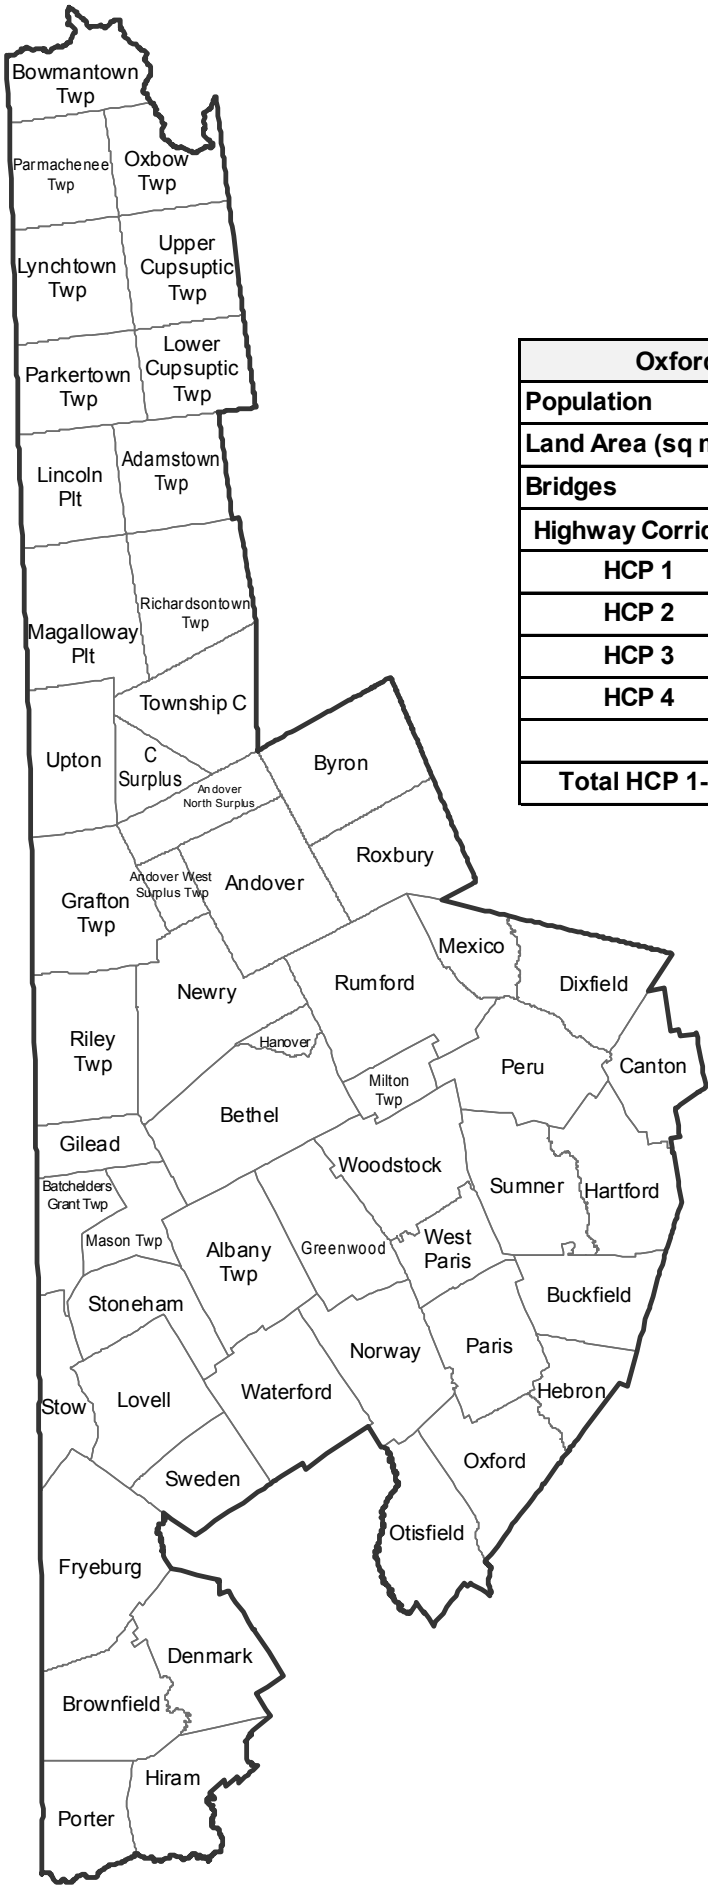 Bowmantown
Twp
Parmachenee
Twp
Oxbow
Twp
Lynchtown
Twp
Upper
Cupsuptic
Twp
Parkertown
Twp
Lower
Cupsuptic
Twp
Lincoln
Plt
Adamstown
Twp
Magalloway
Plt
Richardsontown
Twp
Township C
Upton
C
Surplus
Andover
North Surplus
Byron
Roxbury
Andover West
Surplus Twp
Andover
Grafton
Twp
Mexico
Dixfield
Newry
Rumford
Riley
Twp
Hanover
Peru
Canton
Milton
Twp
Bethel
Gilead
Woodstock
Sumner
Hartford
Batchelders
Grant Twp
Mason Twp
Albany
Twp
Greenwood
West
Paris
Stoneham
Buckfield
Norway
Paris
Stow
Lovell
Waterford
Hebron
Sweden
Oxford
Otisfield
Fryeburg
Denmark
Brownfield
Hiram
Porter
Oxford
Population
Land Area (sq
Bridges
Highway
HCP 1
HCP 2
HCP 3
HCP 4
Total HCP 1-